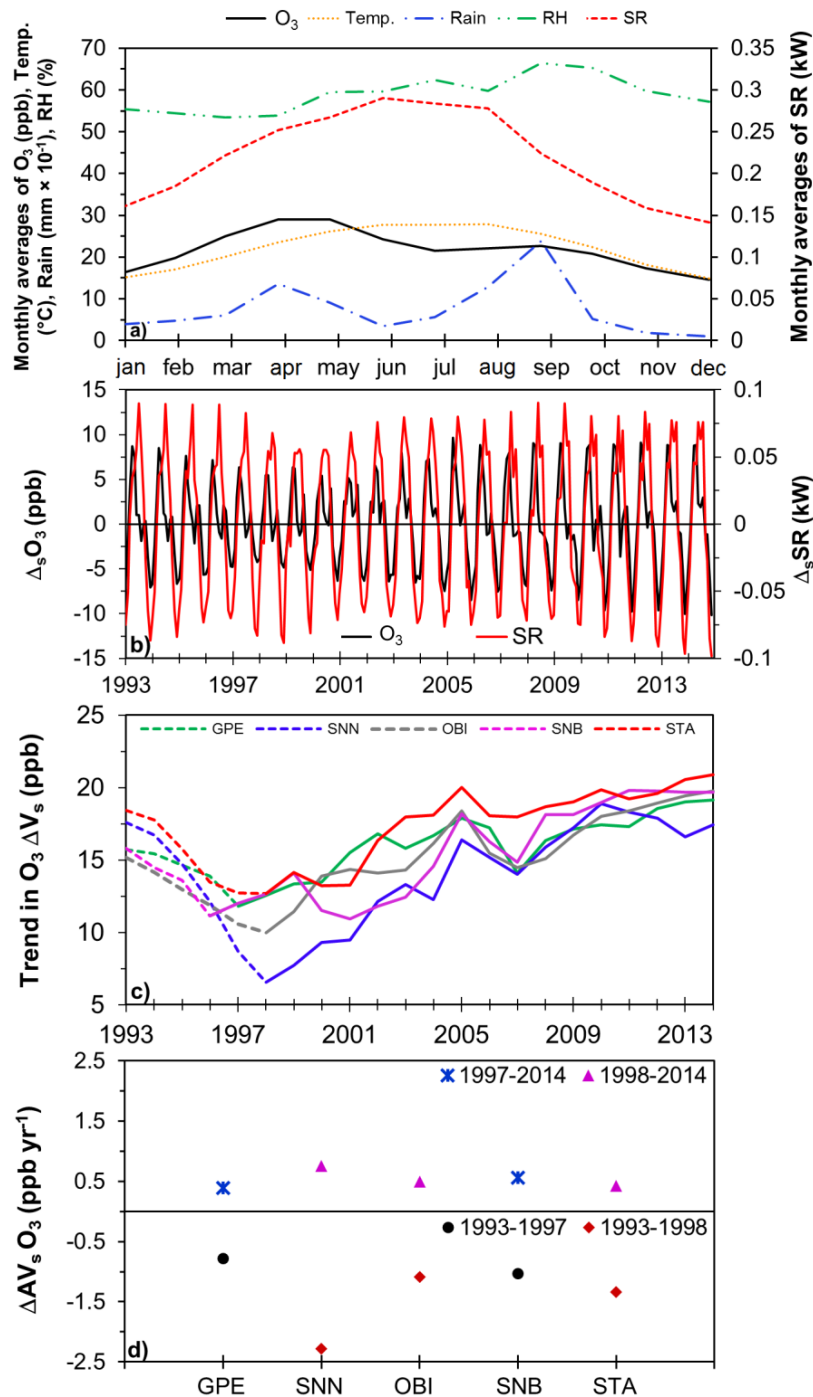 O3 Temp. Rain RH SR
Monthly averages of O3 (ppb), Temp.
(°C), Rain (mm × 10-1), RH (%)
70
60
50
40
30
20
10
0
a)
0.35
0.3
0.25
0.2
0.15
0.1
0.05
0
Monthly averages of SR (kW)
jan feb mar apr may jun jul aug sep oct nov dec
ΔsO3 (ppb)
15
10
5
0
-5
-10
-15
b)
O3 SR
0.1
0.05
0
-0.05
-0.1
ΔsSR (kW)
1993 1997 2001 2005 2009 2013
Trend in O3 ΔVs (ppb)
25
20
15
10
5
GPE SNN OBI SNB STA
c)
1993 1997 2001 2005 2009 2013
ΔAVs O3 (ppb yr-1)
2.5
1.5
0.5
-0.5
-1.5
-2.5
1997-2014 1998-2014
1993-1997 1993-1998
d)
GPE SNN OBI SNB STA